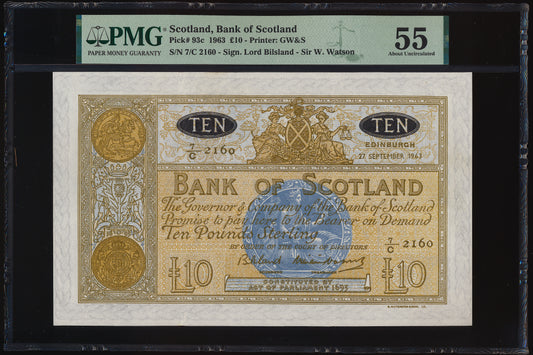 PMG
PAPER MONEY GUARANTY
Scotland, Bank of Scotland
Pick# 93c 1963 £10 - Printer: GW&S
S/N 7/C 2160 - Sign. Lord Bilsland - Sir W. Watson
55
About Uncirculated
TEN
TEN
EDINBURGH
7/C 2160
27 SEPTEMBER 1963
BANK OF SCOTLAND
The Governor & Company of the Bank of Scotland
Promise to pay here to the Bearer on Demand
Ten Pounds Sterling
7/C 2160
BY ORDER OF THE COURT OF DIRECTORS
Bilsland
£10
£10
CONSTITUTED BY
ACT OF PARLIAMENT 1695